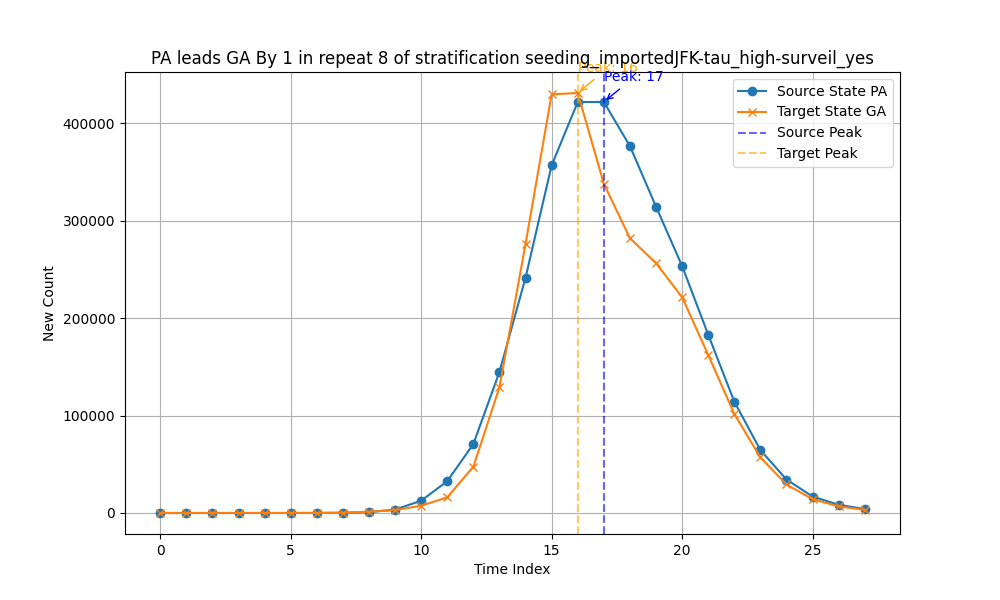 PA leads GA By 1 in repeat 8 of stratification seeding_importedJFK-tau_high-surveil_yes
Peak: 16
Peak: 17
Source State PA
Target State GA
Source Peak
Target Peak
400000
300000
200000
100000
0
New Count
0
5
10
15
20
25
Time Index